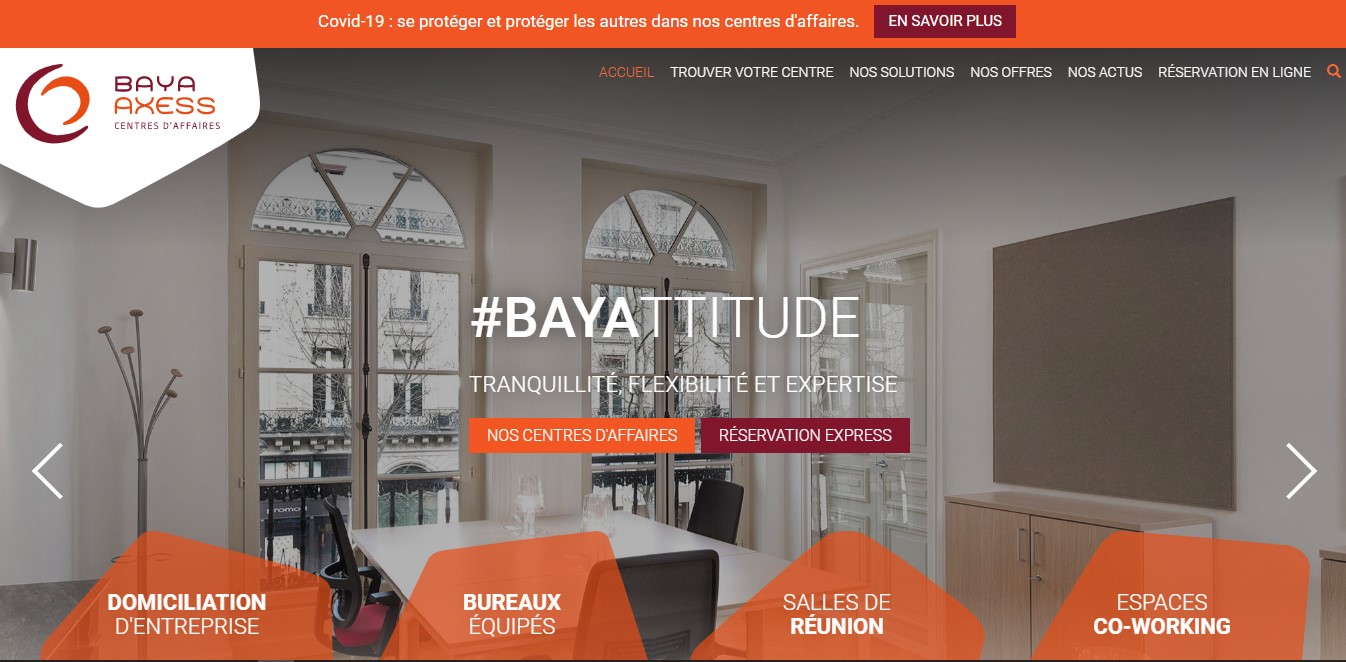 Covid-19 : se protéger et protéger les autres dans nos centres d'affaires.
EN SAVOIR PLUS
BAYA
AXESS
CENTRES D'AFFAIRES
ACCUEIL
TROUVER VOTRE CENTRE
NOS SOLUTIONS
NOS OFFRES
NOS ACTUS
RÉSERVATION EN LIGNE
#BAYATTITUDE
TRANQUILLITÉ, FLEXIBILITÉ ET EXPERTISE
NOS CENTRES D'AFFAIRES
RÉSERVATION EXPRESS
DOMICILIATION
D'ENTREPRISE
BUREAUX
ÉQUIPÉS
SALLES DE
RÉUNION
ESPACES
CO-WORKING